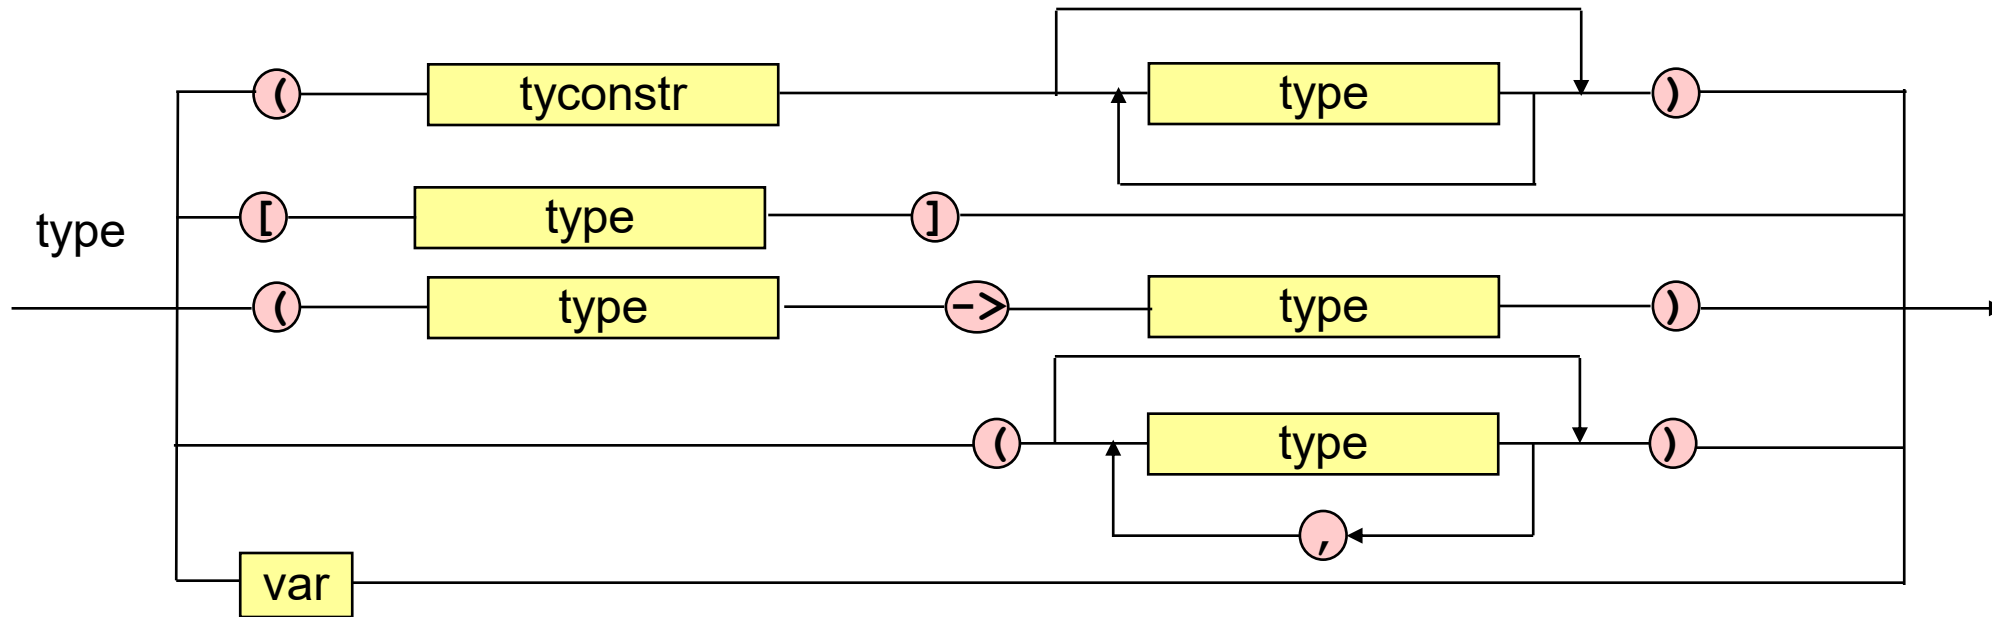 ( tyconstr type )
[ type ]
type
( type -> type )
( type )
,
var